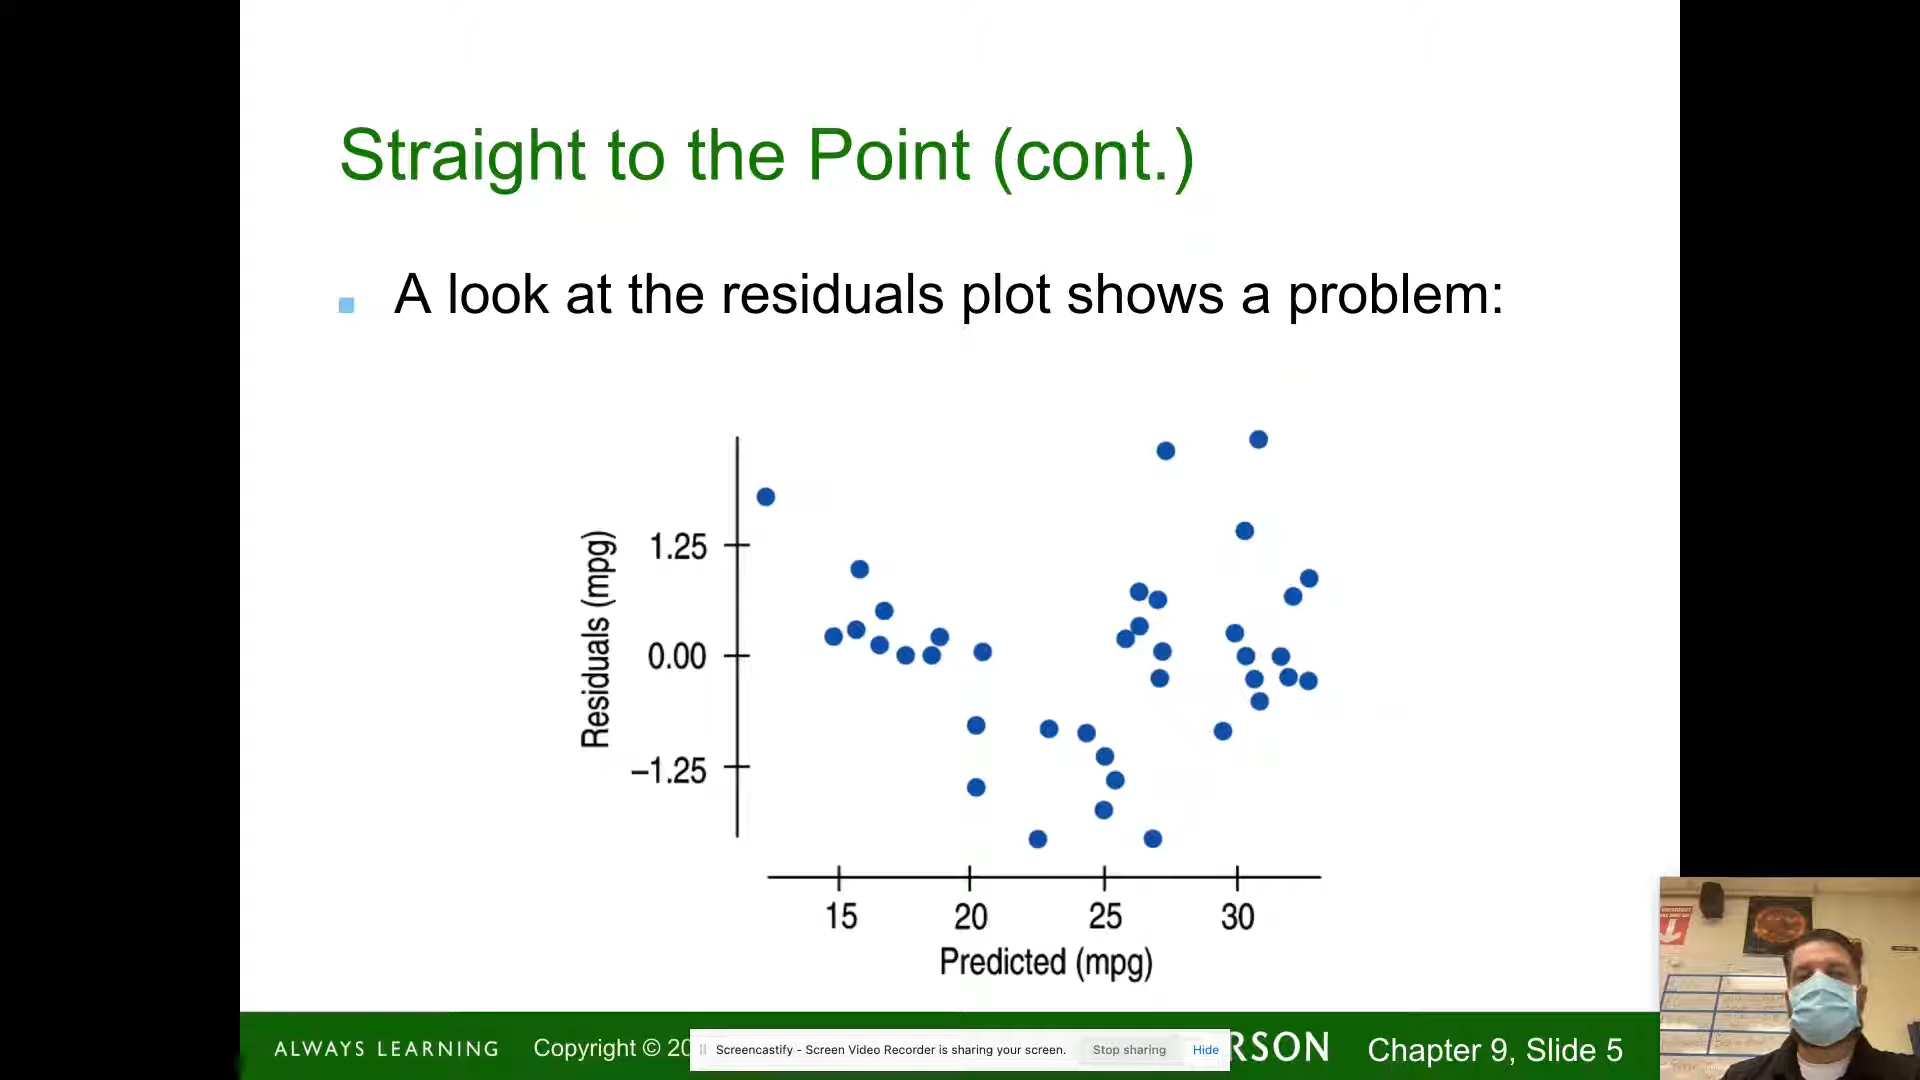 Straight to the Point (cont.)
A look at the residuals plot shows a problem:
Residuals (mpg)
1.25
0.00
−1.25
15 20 25 30
Predicted (mpg)
ALWAYS LEARNING Copyright © 20 RSON Chapter 9, Slide 5
Screencastify - Screen Video Recorder is sharing your screen. Stop sharing Hide